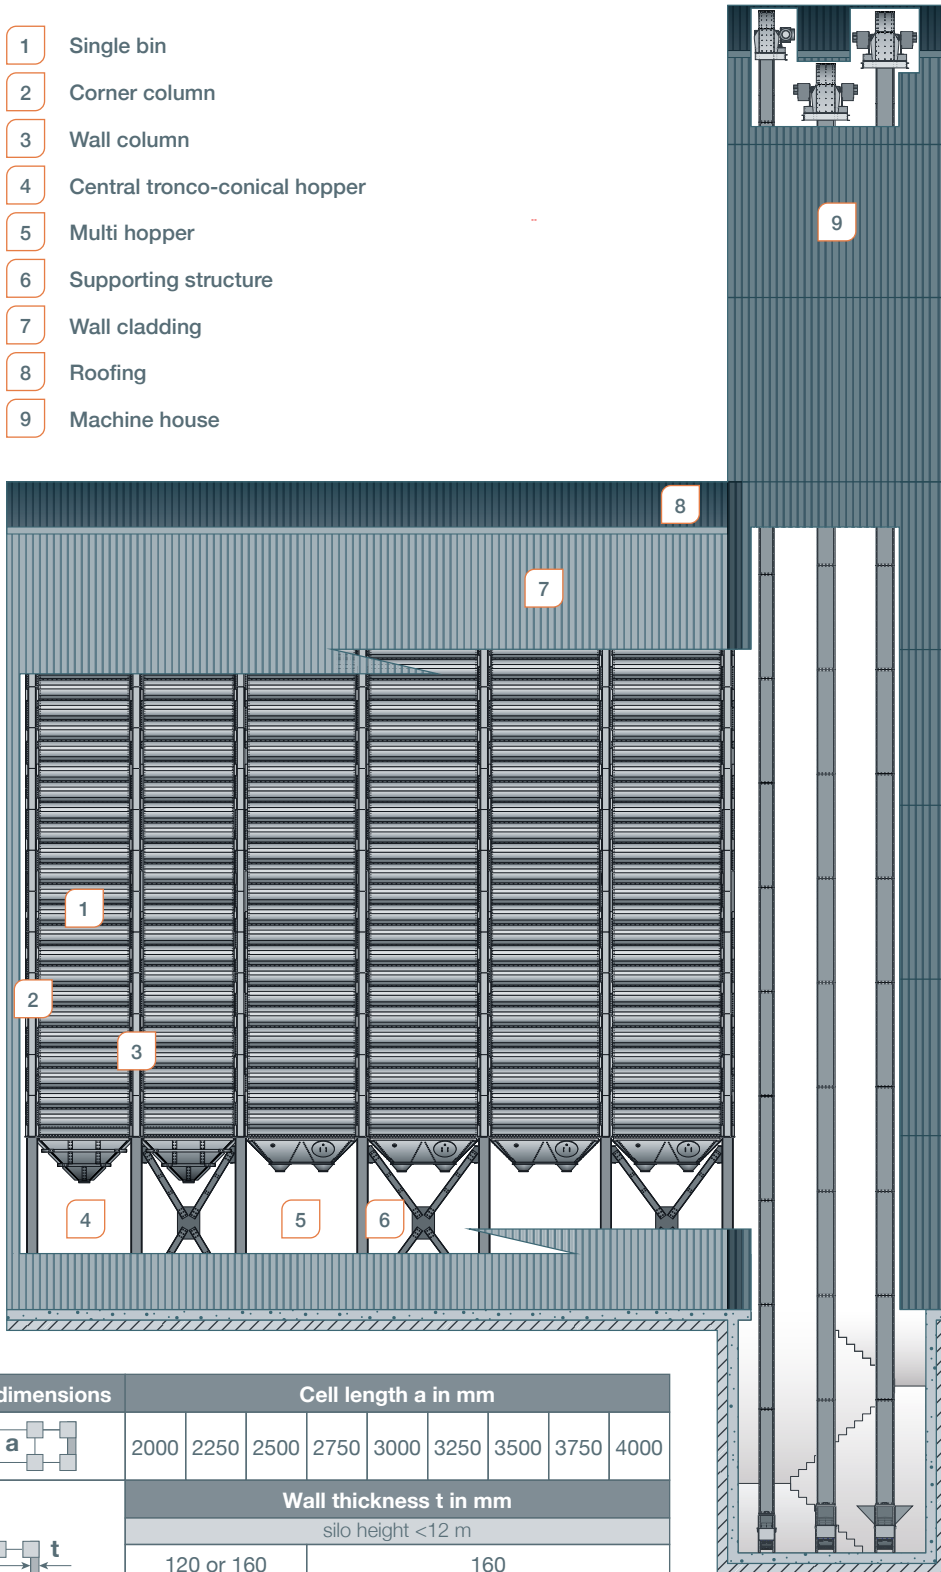 1 Single bin
2 Corner column
3 Wall column
4 Central tronco-conical hopper
5 Multi hopper
6 Supporting structure
7 Wall cladding
8 Roofing
9 Machine house
9
8
7
1
2
3
4 5 6
dimensions Cell length a in mm
a 2000 2250 2500 2750 3000 3250 3500 3750 4000
Wall thickness t in mm
silo height <12 m
t
120 or 160 160